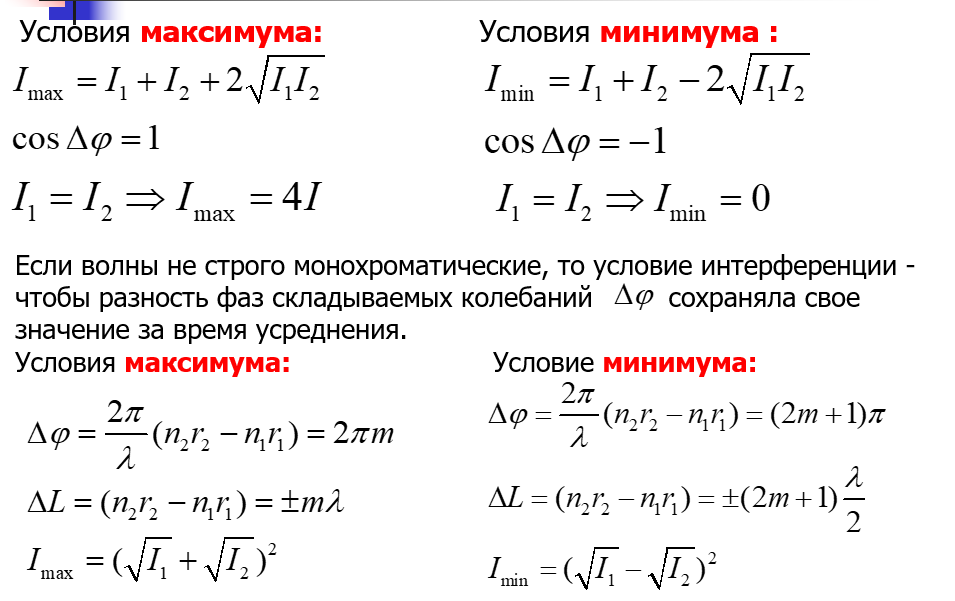 Условия максимума:
I_max = I_1 + I_2 + 2√(I_1 I_2)
cos Δφ = 1
I_1 = I_2 ⇒ I_max = 4I
Условия минимума :
I_min = I_1 + I_2 − 2√(I_1 I_2)
cos Δφ = −1
I_1 = I_2 ⇒ I_min = 0
Если волны не строго монохроматические, то условие интерференции -
чтобы разность фаз складываемых колебаний Δφ сохраняла свое
значение за время усреднения.
Условия максимума:
Δφ = 2π/λ (n_2 r_2 − n_1 r_1) = 2πm
ΔL = (n_2 r_2 − n_1 r_1) = ±mλ
I_max = (√I_1 + √I_2)²
Условие минимума:
Δφ = 2π/λ (n_2 r_2 − n_1 r_1) = (2m + 1)π
ΔL = (n_2 r_2 − n_1 r_1) = ±(2m + 1) λ/2
I_min = (√I_1 − √I_2)²